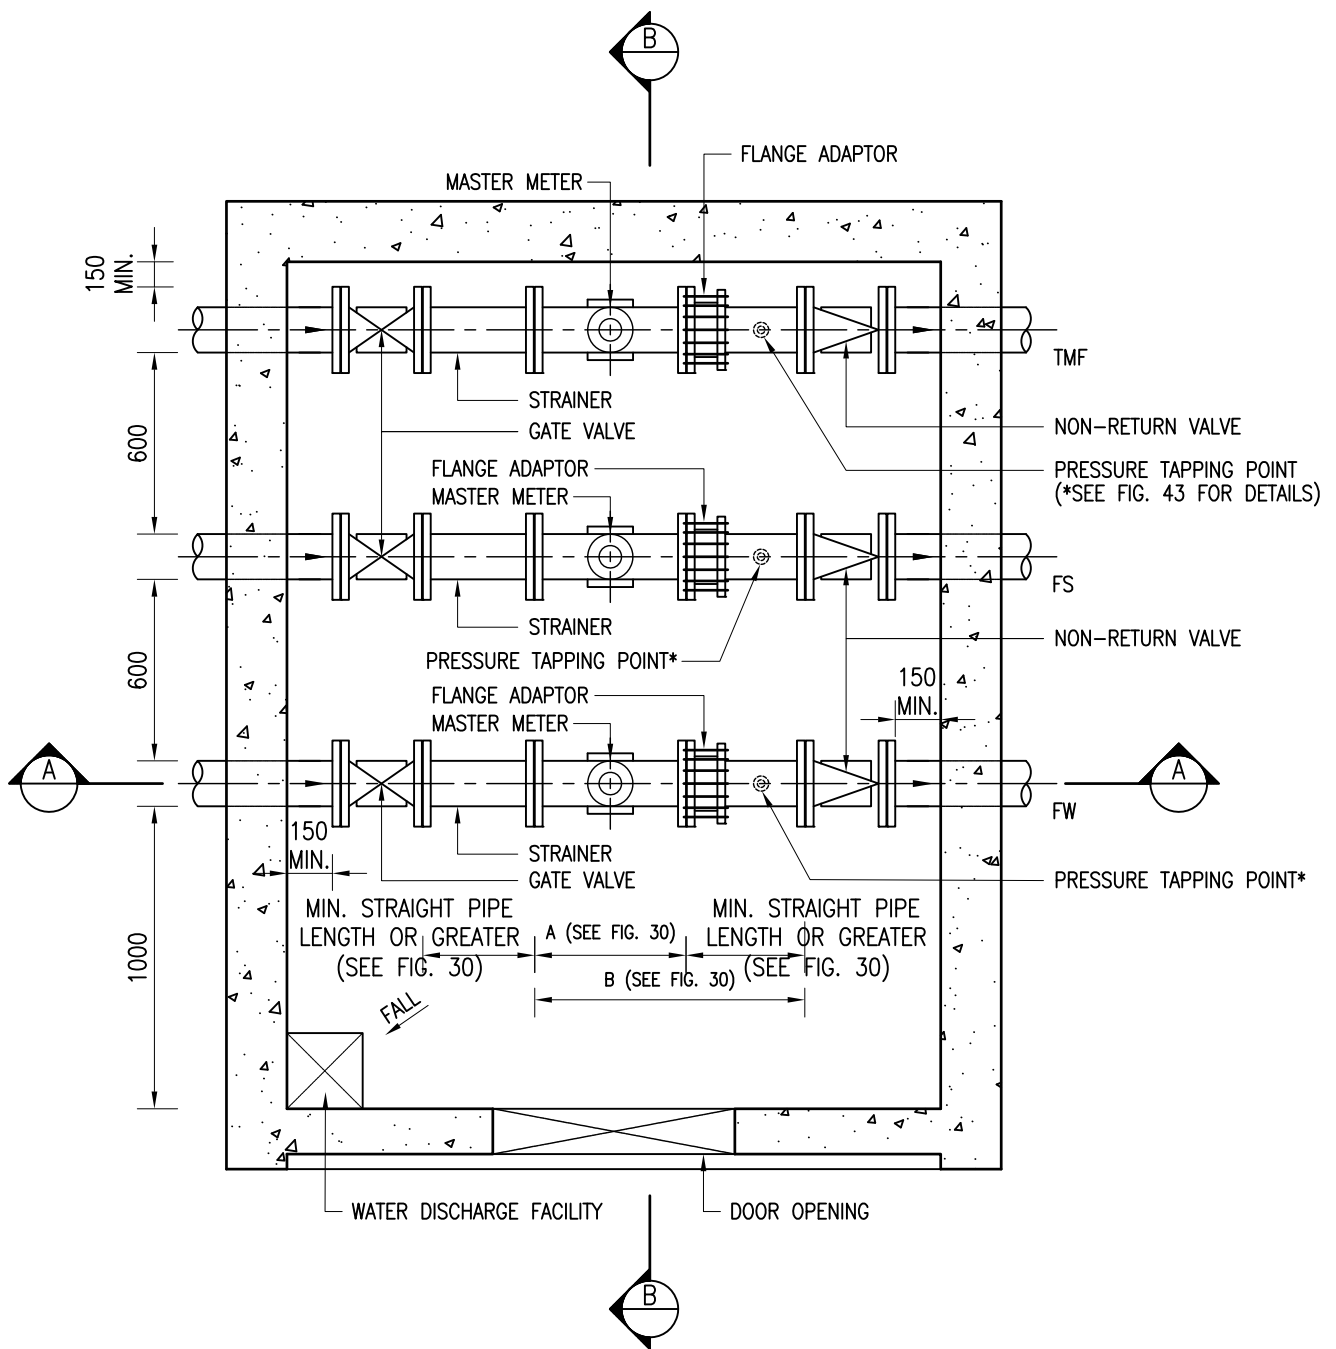 B
FLANGE ADAPTOR
MASTER METER
150
MIN.
TMF
STRAINER
GATE VALVE
NON-RETURN VALVE
600
FLANGE ADAPTOR
MASTER METER
PRESSURE TAPPING POINT
(*SEE FIG. 43 FOR DETAILS)
FS
STRAINER
NON-RETURN VALVE
600
PRESSURE TAPPING POINT*
FLANGE ADAPTOR
MASTER METER
150
MIN.
A
A
FW
150
MIN.
STRAINER
GATE VALVE
PRESSURE TAPPING POINT*
MIN. STRAIGHT PIPE
LENGTH OR GREATER
(SEE FIG. 30)
A (SEE FIG. 30)
MIN. STRAIGHT PIPE
LENGTH OR GREATER
(SEE FIG. 30)
B (SEE FIG. 30)
1000
FALL
WATER DISCHARGE FACILITY
DOOR OPENING
B